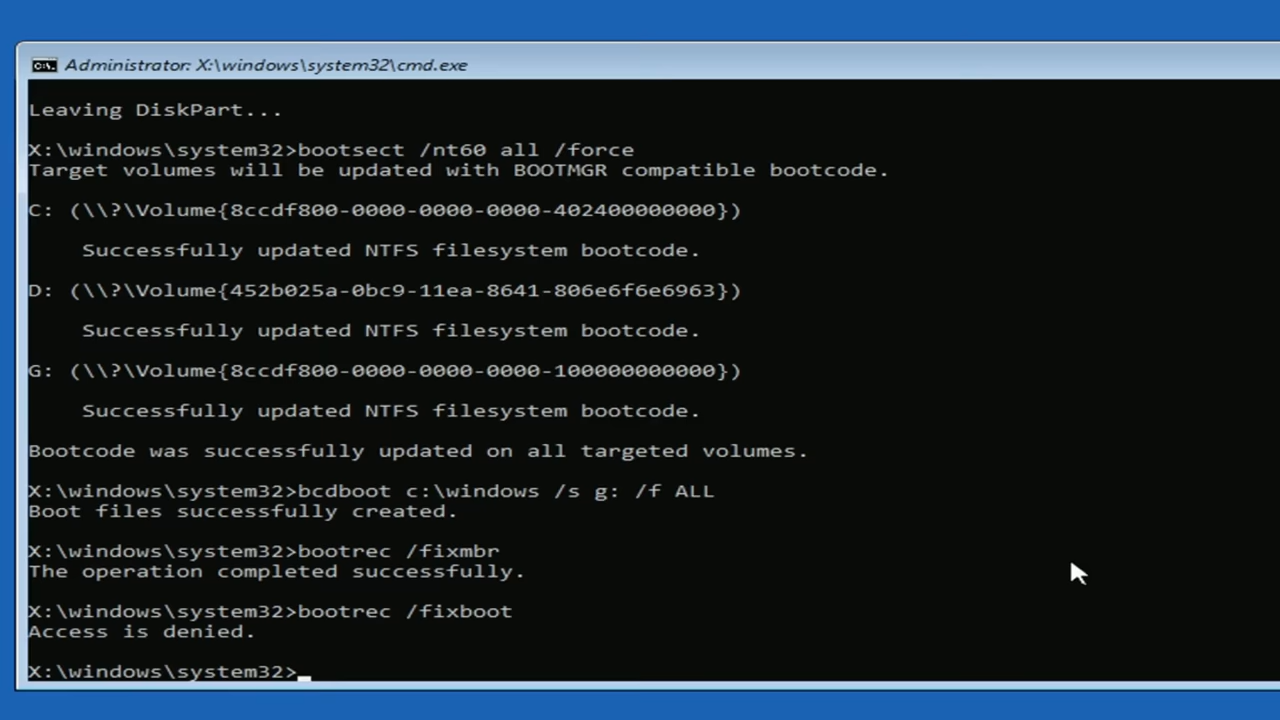 Administrator: X:\windows\system32\cmd.exe
Leaving DiskPart...
X:\windows\system32>bootsect /nt60 all /force
Target volumes will be updated with BOOTMGR compatible bootcode.
C: (\\?\Volume{8ccdf800-0000-0000-0000-402400000000})
Successfully updated NTFS filesystem bootcode.
D: (\\?\Volume{452b025a-0bc9-11ea-8641-806e6f6e6963})
Successfully updated NTFS filesystem bootcode.
G: (\\?\Volume{8ccdf800-0000-0000-0000-100000000000})
Successfully updated NTFS filesystem bootcode.
Bootcode was successfully updated on all targeted volumes.
X:\windows\system32>bcdboot c:\windows /s g: /f ALL
Boot files successfully created.
X:\windows\system32>bootrec /fixmbr
The operation completed successfully.
X:\windows\system32>bootrec /fixboot
Access is denied.
X:\windows\system32>